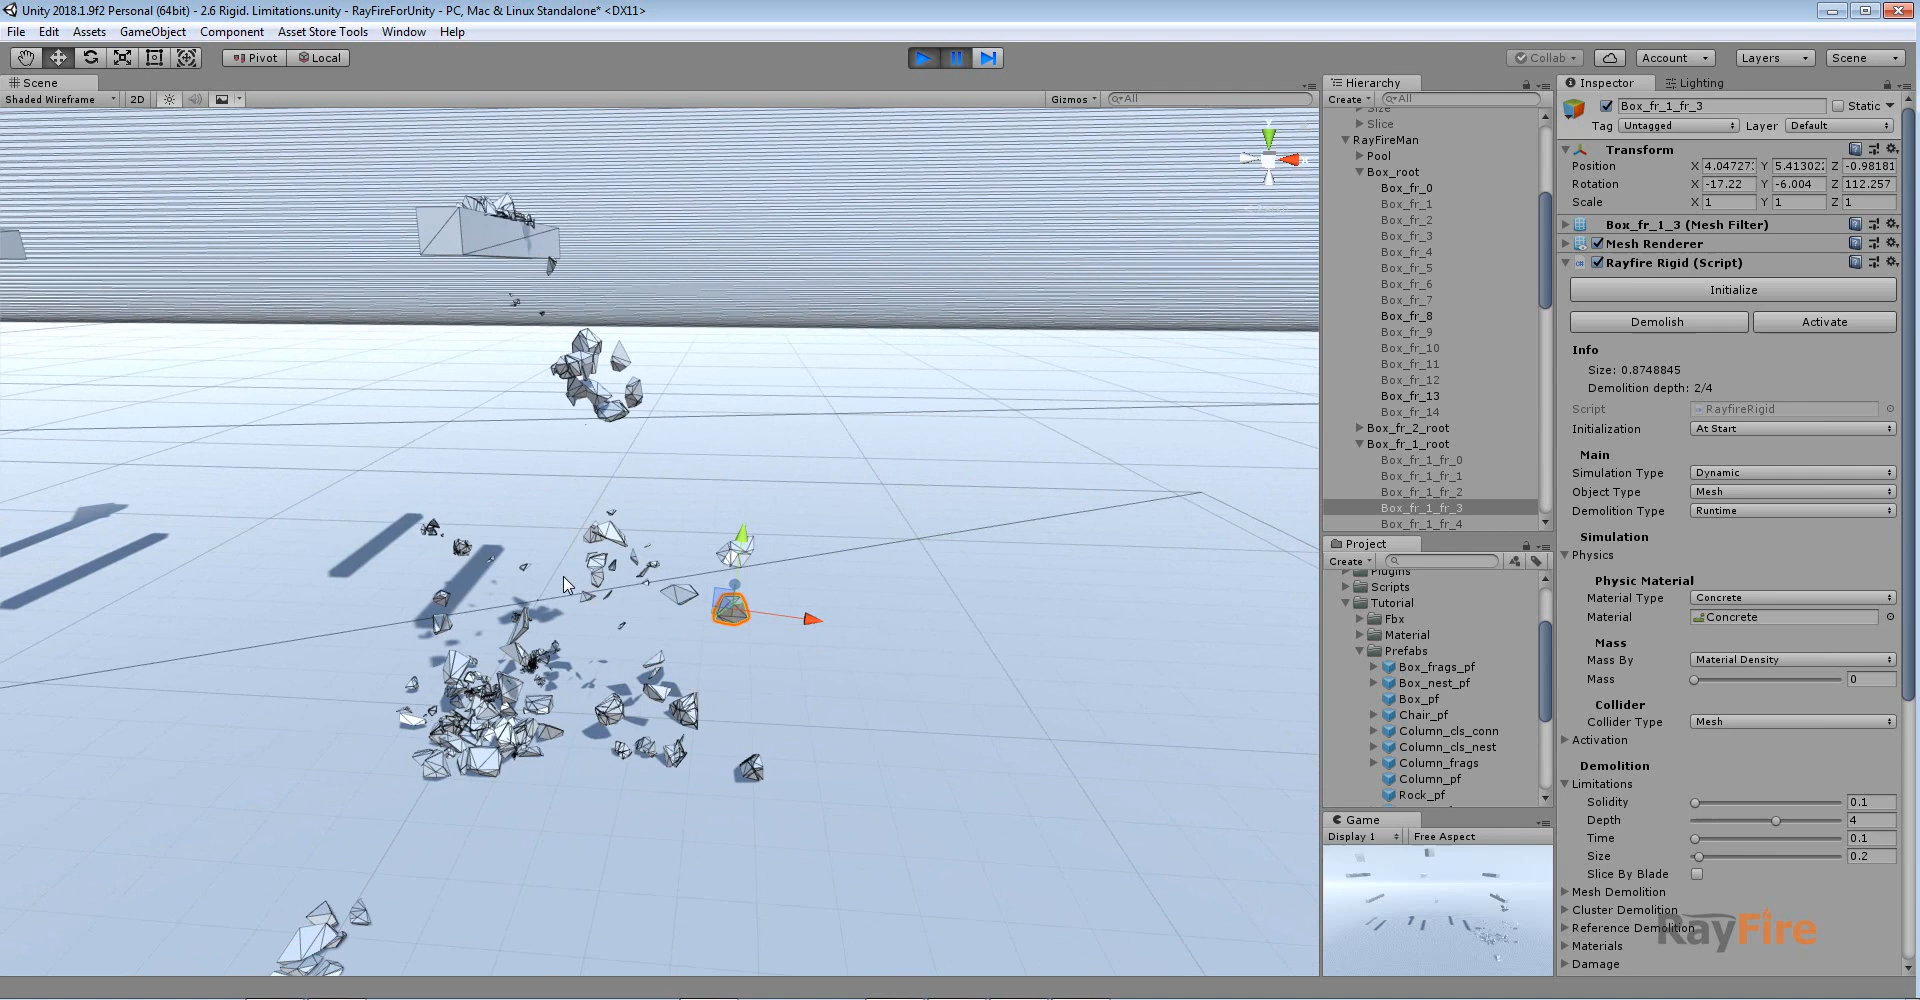 Unity 2018.1.9f2 Personal (64bit) - 2.6 Rigid. Limitations.unity - RayFireForUnity - PC, Mac & Linux Standalone* <DX11>
File Edit Assets GameObject Component Asset Store Tools Window Help
Pivot Local
Collab Account Layers Scene
Scene
Shaded Wireframe 2D Gizmos All
Hierarchy
Create All
Size
Slice
RayFireMan
Pool
Box_root
Box_fr_0
Box_fr_1
Box_fr_2
Box_fr_3
Box_fr_4
Box_fr_5
Box_fr_6
Box_fr_7
Box_fr_8
Box_fr_9
Box_fr_10
Box_fr_11
Box_fr_12
Box_fr_13
Box_fr_14
Box_fr_2_root
Box_fr_1_root
Box_fr_1_fr_0
Box_fr_1_fr_1
Box_fr_1_fr_2
Box_fr_1_fr_3
Box_fr_1_fr_4
Project
Create
Plugins
Scripts
Tutorial
Fbx
Material
Prefabs
Box_frags_pf
Box_nest_pf
Box_pf
Chair_pf
Column_cls_conn
Column_cls_nest
Column_frags
Column_pf
Rock_pf
Game
Display 1 Free Aspect
Inspector Lighting
Box_fr_1_fr_3 Static
Tag Untagged Layer Default
Transform
Position X 4.04727 Y 5.41302 Z -0.98181
Rotation X -17.22 Y -6.004 Z 112.257
Scale X 1 Y 1 Z 1
Box_fr_1_3 (Mesh Filter)
Mesh Renderer
Rayfire Rigid (Script)
Initialize
Demolish Activate
Info
Size: 0.8748845
Demolition depth: 2/4
Script RayfireRigid
Initialization At Start
Main
Simulation Type Dynamic
Object Type Mesh
Demolition Type Runtime
Simulation
Physics
Physic Material
Material Type Concrete
Material Concrete
Mass
Mass By Material Density
Mass 0
Collider
Collider Type Mesh
Activation
Demolition
Limitations
Solidity 0.1
Depth 4
Time 0.1
Size 0.2
Slice By Blade
Mesh Demolition
Cluster Demolition
Reference Demolition
Materials
Damage
RayFire